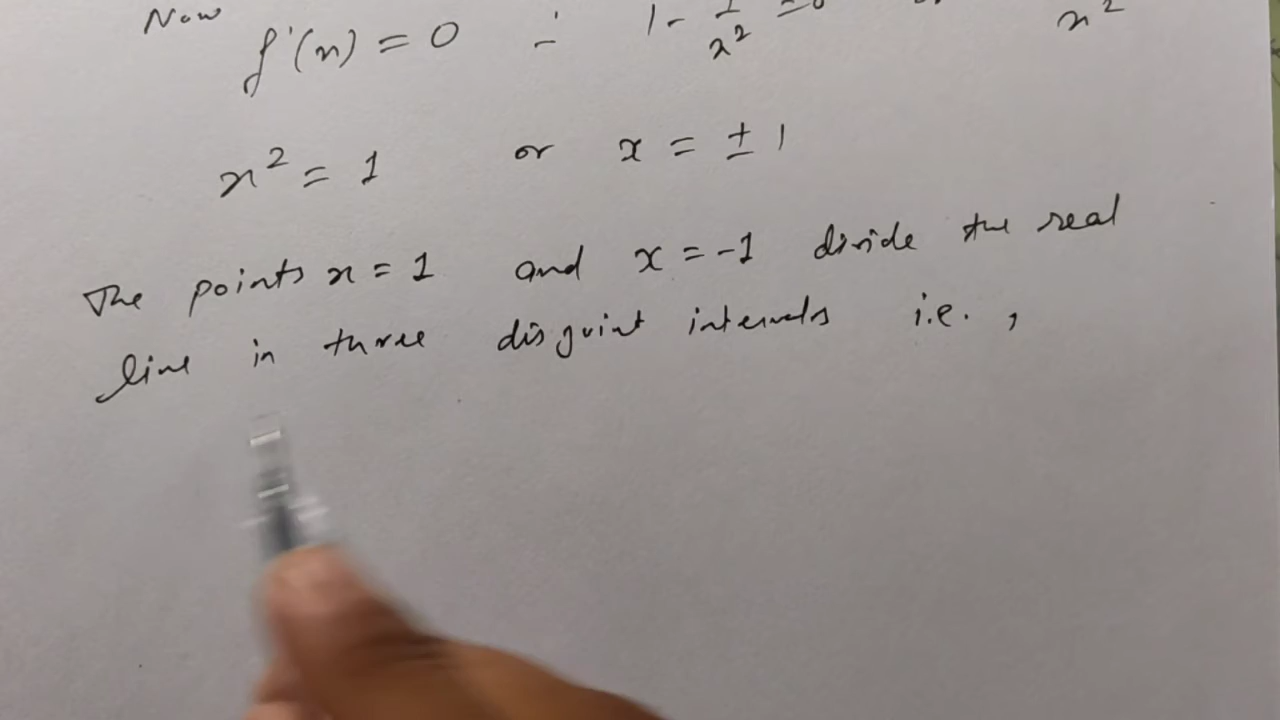 Now
f'(x) = 0 ∴ 1 - 1/x² = 0
x²
x² = 1 or x = ± 1
The points x = 1 and x = -1 divide the real
line in three disjoint intervals i.e. ,